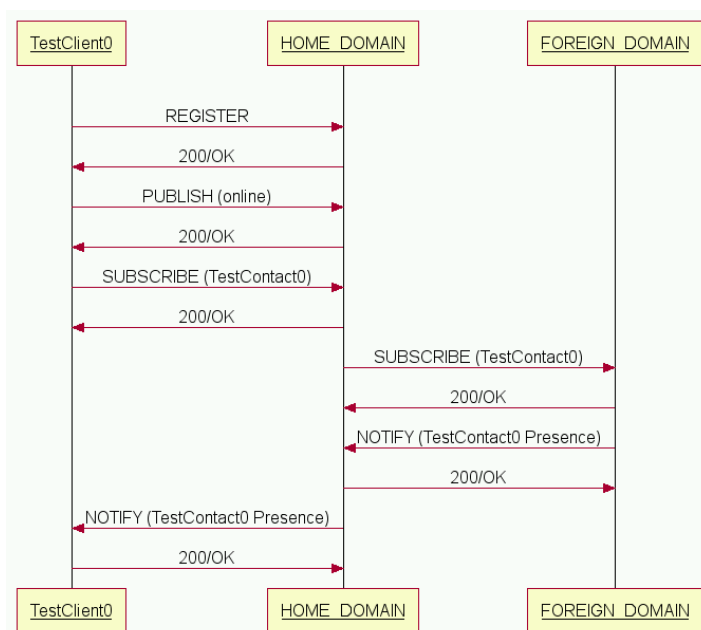 TestClient0 HOME_DOMAIN FOREIGN_DOMAIN
REGISTER
200/OK
PUBLISH (online)
200/OK
SUBSCRIBE (TestContact0)
200/OK
SUBSCRIBE (TestContact0)
200/OK
NOTIFY (TestContact0 Presence)
200/OK
NOTIFY (TestContact0 Presence)
200/OK
TestClient0 HOME_DOMAIN FOREIGN_DOMAIN